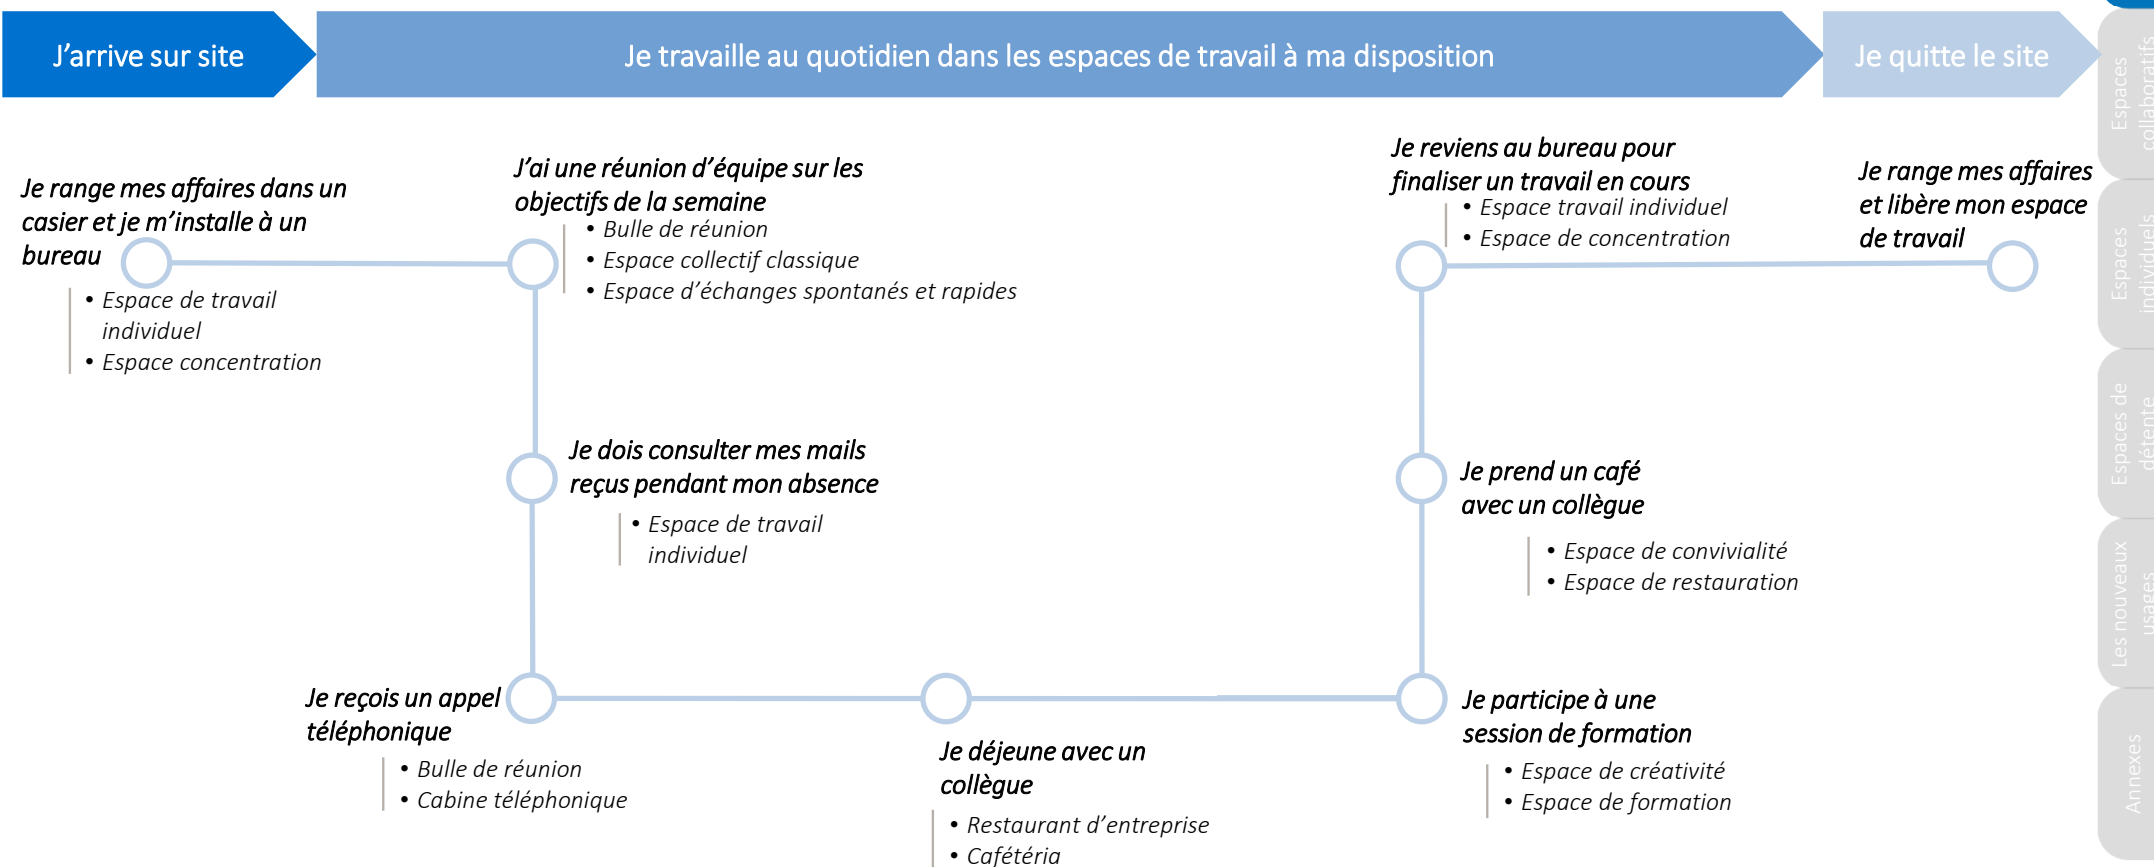 J’arrive sur site
Je travaille au quotidien dans les espaces de travail à ma disposition
Je quitte le site
Je range mes affaires dans un
casier et je m’installe à un
bureau
• Espace de travail
individuel
• Espace concentration
J’ai une réunion d’équipe sur les
objectifs de la semaine
• Bulle de réunion
• Espace collectif classique
• Espace d’échanges spontanés et rapides
Je dois consulter mes mails
reçus pendant mon absence
• Espace de travail
individuel
Je reçois un appel
téléphonique
• Bulle de réunion
• Cabine téléphonique
Je déjeune avec un
collègue
• Restaurant d’entreprise
• Cafétéria
Je participe à une
session de formation
• Espace de créativité
• Espace de formation
Je prend un café
avec un collègue
• Espace de convivialité
• Espace de restauration
Je reviens au bureau pour
finaliser un travail en cours
• Espace travail individuel
• Espace de concentration
Je range mes affaires
et libère mon espace
de travail
Espaces
collaboratifs
Espaces
individuels
Espaces de
détente
Les nouveaux
usages
Annexes